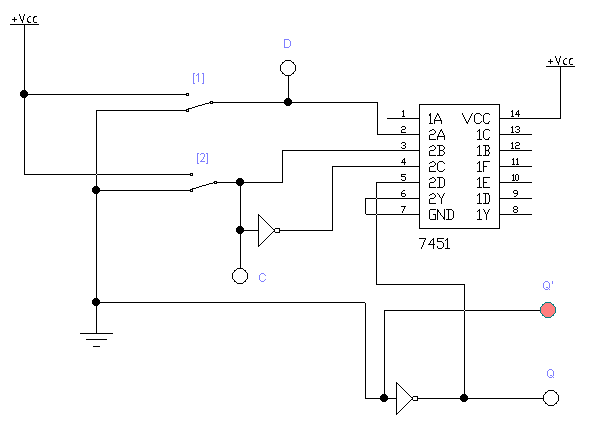 +Vcc
[1]
D
+Vcc
[2]
C
1 1A VCC 14
2 2A 1C 13
3 2B 1B 12
4 2C 1F 11
5 2D 1E 10
6 2Y 1D 9
7 GND 1Y 8
7451
Q'
Q